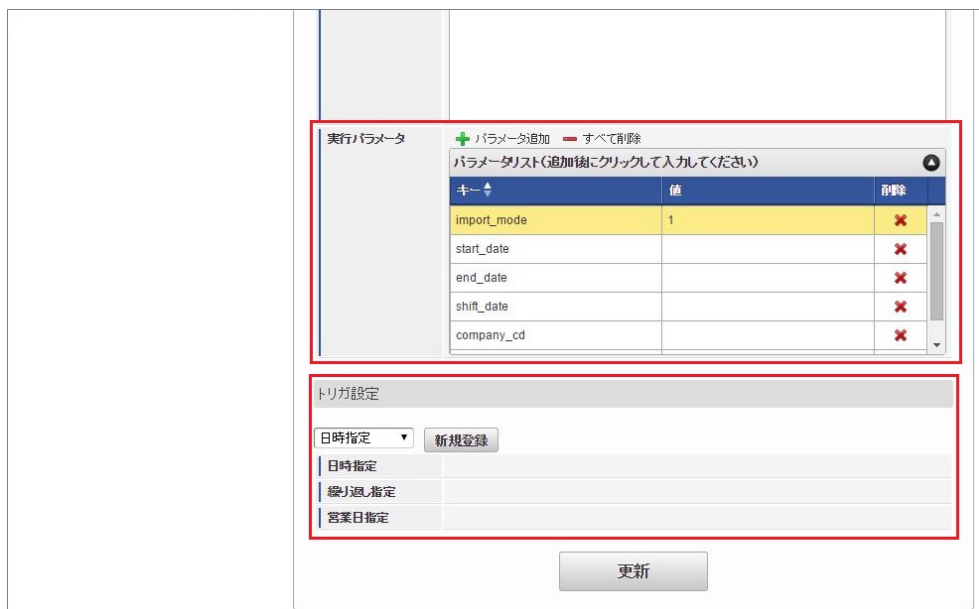 実行パラメータ
パラメータ追加 すべて削除
パラメータリスト(追加後にクリックして入力してください)
キー 値 削除
import_mode 1
start_date
end_date
shift_date
company_cd
トリガ設定
日時指定 新規登録
日時指定
繰り返し指定
営業日指定
更新